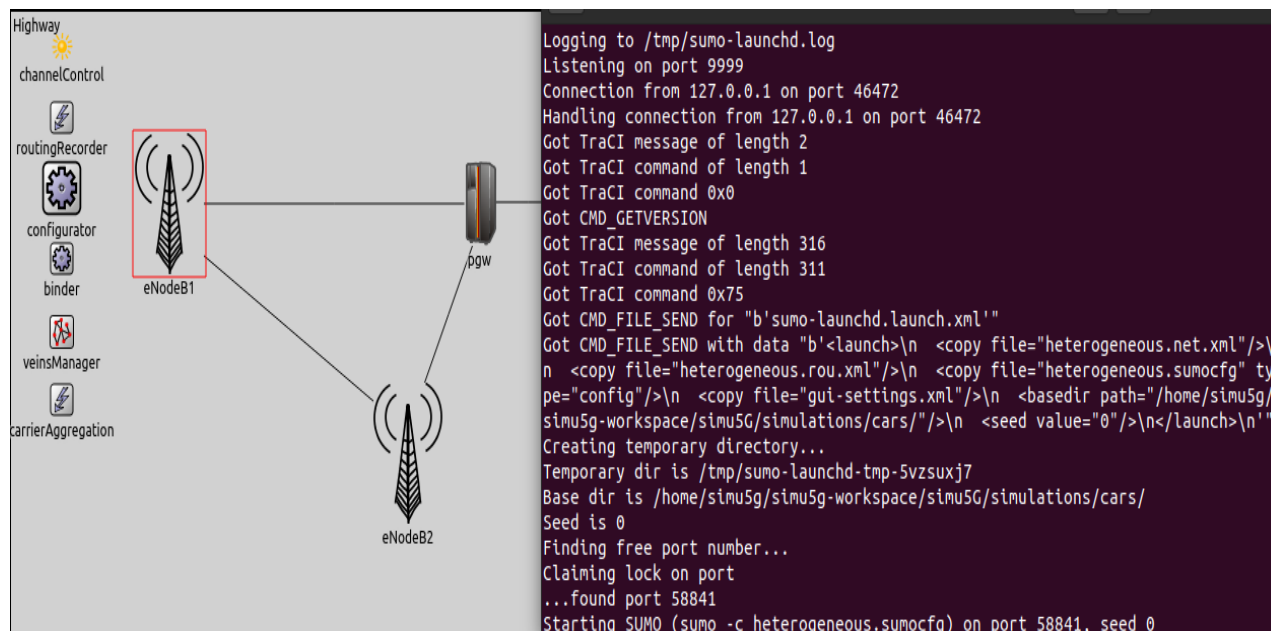 Highway
channelControl
routingRecorder
configurator
binder
veinsManager
carrierAggregation
eNodeB1
pgw
eNodeB2
Logging to /tmp/sumo-launchd.log
Listening on port 9999
Connection from 127.0.0.1 on port 46472
Handling connection from 127.0.0.1 on port 46472
Got TraCI message of length 2
Got TraCI command of length 1
Got TraCI command 0x0
Got CMD_GETVERSION
Got TraCI message of length 316
Got TraCI command of length 311
Got TraCI command 0x75
Got CMD_FILE_SEND for "b'sumo-launchd.launch.xml'"
Got CMD_FILE_SEND with data "b'<launch>\n  <copy file="heterogeneous.net.xml"/>\
n  <copy file="heterogeneous.rou.xml"/>\n  <copy file="heterogeneous.sumocfg" ty
pe="config"/>\n  <copy file="gui-settings.xml"/>\n  <basedir path="/home/simu5g/
simu5g-workspace/simu5G/simulations/cars/"/>\n  <seed value="0"/>\n</launch>\n'"
Creating temporary directory...
Temporary dir is /tmp/sumo-launchd-tmp-5vzsuxj7
Base dir is /home/simu5g/simu5g-workspace/simu5G/simulations/cars/
Seed is 0
Finding free port number...
Claiming lock on port
...found port 58841
Starting SUMO (sumo -c heterogeneous.sumocfg) on port 58841, seed 0